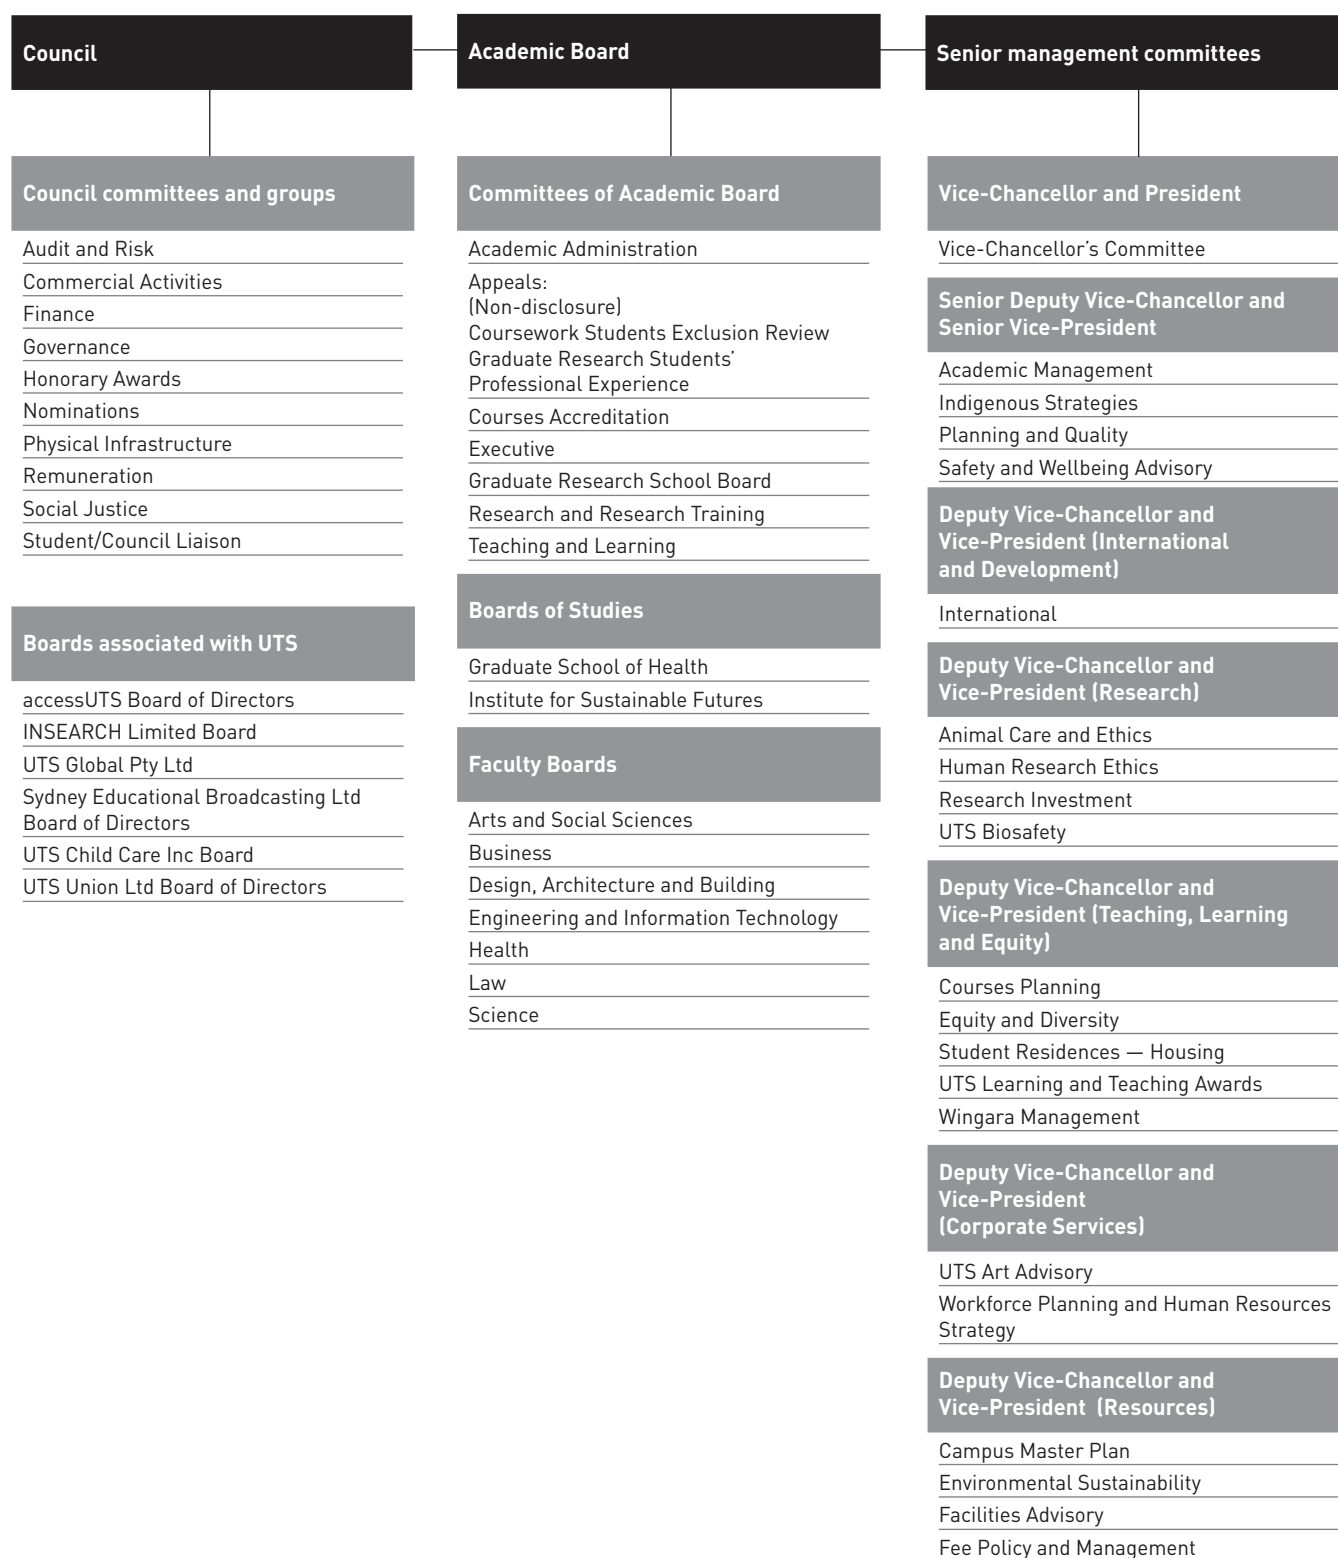 Council
Academic Board
Senior management committees
Council committees and groups
Audit and Risk
Commercial Activities
Finance
Governance
Honorary Awards
Nominations
Physical Infrastructure
Remuneration
Social Justice
Student/Council Liaison
Boards associated with UTS
accessUTS Board of Directors
INSEARCH Limited Board
UTS Global Pty Ltd
Sydney Educational Broadcasting Ltd
Board of Directors
UTS Child Care Inc Board
UTS Union Ltd Board of Directors
Committees of Academic Board
Academic Administration
Appeals:
(Non-disclosure)
Coursework Students Exclusion Review
Graduate Research Students’
Professional Experience
Courses Accreditation
Executive
Graduate Research School Board
Research and Research Training
Teaching and Learning
Boards of Studies
Graduate School of Health
Institute for Sustainable Futures
Faculty Boards
Arts and Social Sciences
Business
Design, Architecture and Building
Engineering and Information Technology
Health
Law
Science
Vice-Chancellor and President
Vice-Chancellor’s Committee
Senior Deputy Vice-Chancellor and
Senior Vice-President
Academic Management
Indigenous Strategies
Planning and Quality
Safety and Wellbeing Advisory
Deputy Vice-Chancellor and
Vice-President (International
and Development)
International
Deputy Vice-Chancellor and
Vice-President (Research)
Animal Care and Ethics
Human Research Ethics
Research Investment
UTS Biosafety
Deputy Vice-Chancellor and
Vice-President (Teaching, Learning
and Equity)
Courses Planning
Equity and Diversity
Student Residences — Housing
UTS Learning and Teaching Awards
Wingara Management
Deputy Vice-Chancellor and
Vice-President
(Corporate Services)
UTS Art Advisory
Workforce Planning and Human Resources
Strategy
Deputy Vice-Chancellor and
Vice-President (Resources)
Campus Master Plan
Environmental Sustainability
Facilities Advisory
Fee Policy and Management